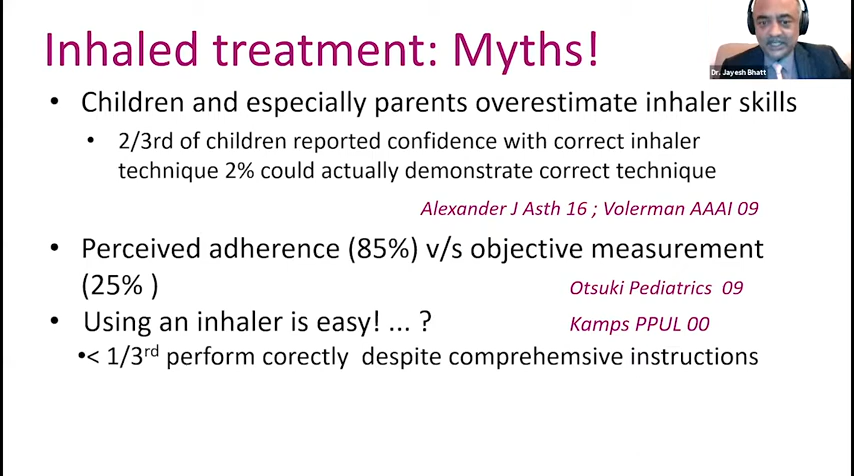 Inhaled treatment: Myths!
Dr. Jayesh Bhatt
• Children and especially parents overestimate inhaler skills
• 2/3rd of children reported confidence with correct inhaler
technique 2% could actually demonstrate correct technique
Alexander J Asth 16 ; Volerman AAAI 09
• Perceived adherence (85%) v/s objective measurement
(25% )
Otsuki Pediatrics 09
• Using an inhaler is easy! ... ?
Kamps PPUL 00
•< 1/3rd perform corectly despite comprehemsive instructions